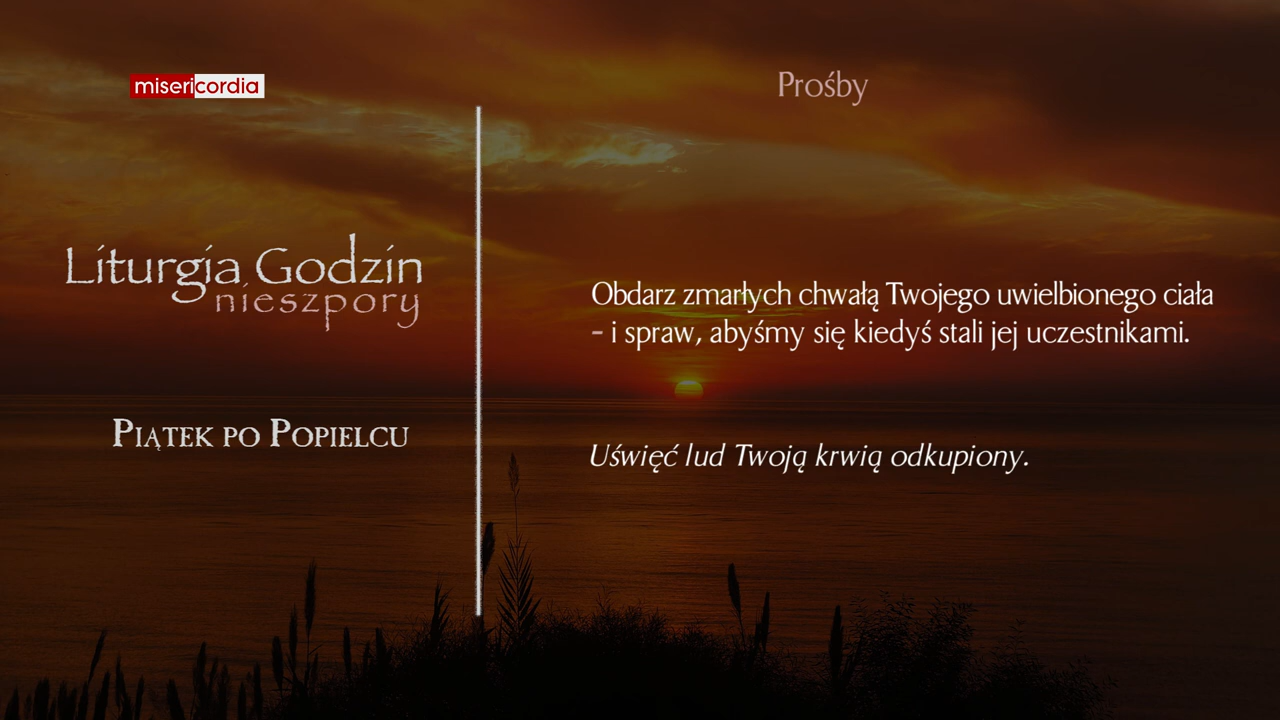 misericordia
Prośby
Liturgia Godzin
nieszpory
Piątek po Popielcu
Obdarz zmarłych chwałą Twojego uwielbionego ciała
- i spraw, abyśmy się kiedyś stali jej uczestnikami.
Uświęć lud Twoją krwią odkupiony.